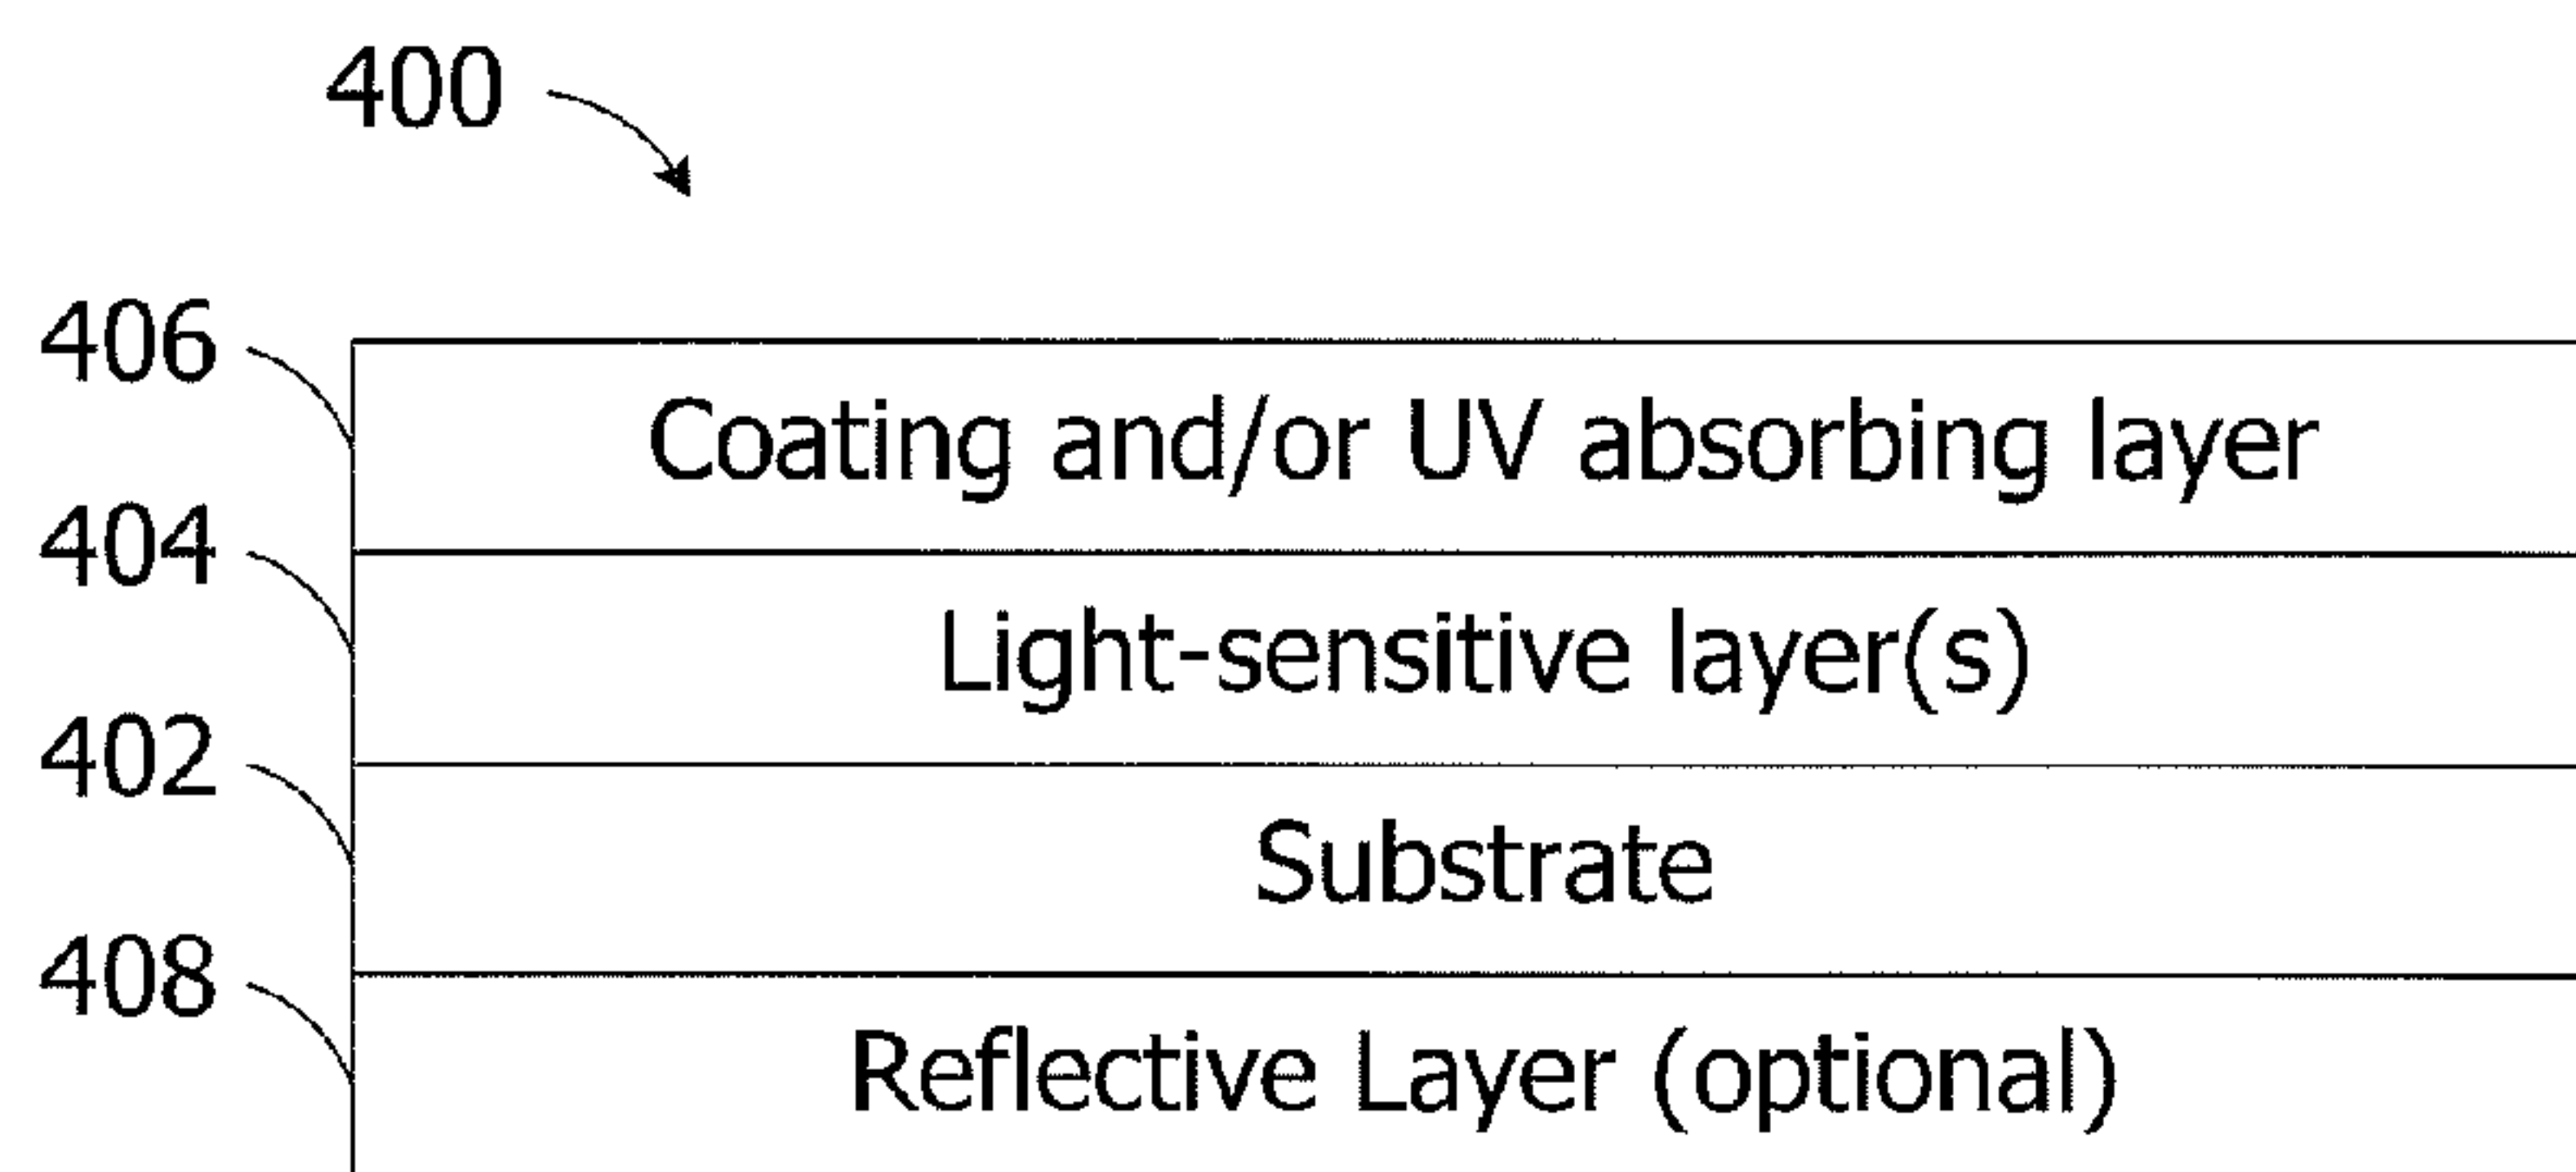 400
406
Coating and/or UV absorbing layer
404
Light-sensitive layer(s)
402
Substrate
408
Reflective Layer (optional)